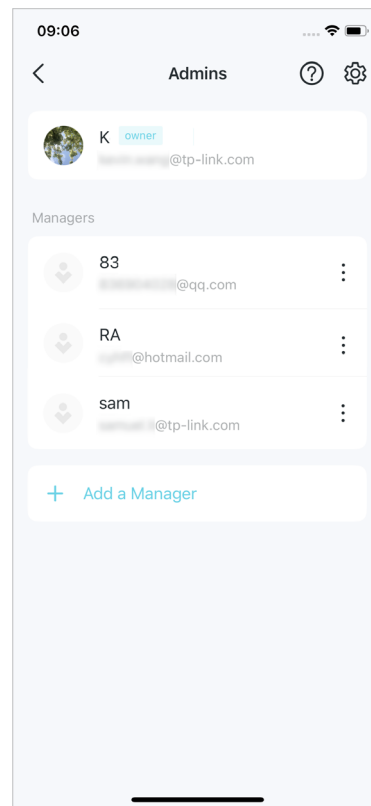 09:06
Admins
K owner
@tp-link.com
Managers
83
@qq.com
RA
@hotmail.com
sam
@tp-link.com
+ Add a Manager